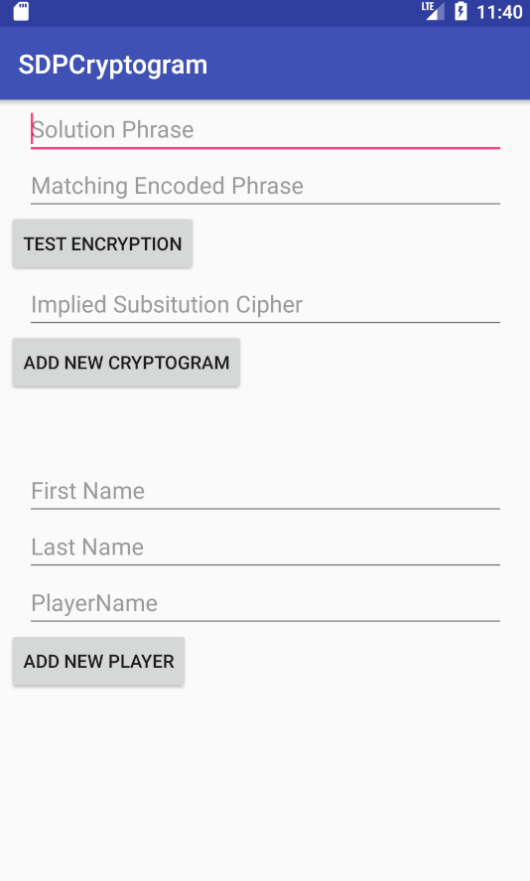 LTE 11:40
SDPCryptogram
Solution Phrase
Matching Encoded Phrase
TEST ENCRYPTION
Implied Subsitution Cipher
ADD NEW CRYPTOGRAM
First Name
Last Name
PlayerName
ADD NEW PLAYER